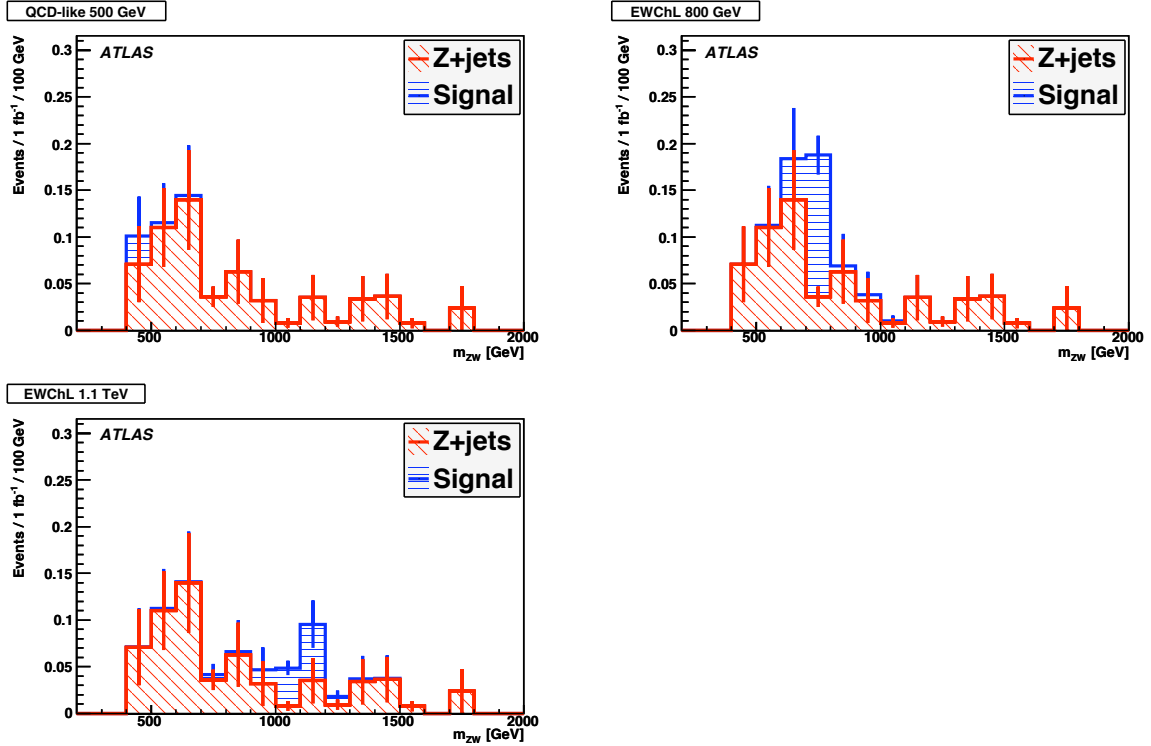 QCD-like 500 GeV
Events / 1 fb⁻¹ / 100 GeV
0.3
0.25
0.2
0.15
0.1
0.05
0
ATLAS
Z+jets
Signal
500 1000 1500 2000
m_ZW [GeV]
EWChL 800 GeV
Events / 1 fb⁻¹ / 100 GeV
0.3
0.25
0.2
0.15
0.1
0.05
0
ATLAS
Z+jets
Signal
500 1000 1500 2000
m_ZW [GeV]
EWChL 1.1 TeV
Events / 1 fb⁻¹ / 100 GeV
0.3
0.25
0.2
0.15
0.1
0.05
0
ATLAS
Z+jets
Signal
500 1000 1500 2000
m_ZW [GeV]